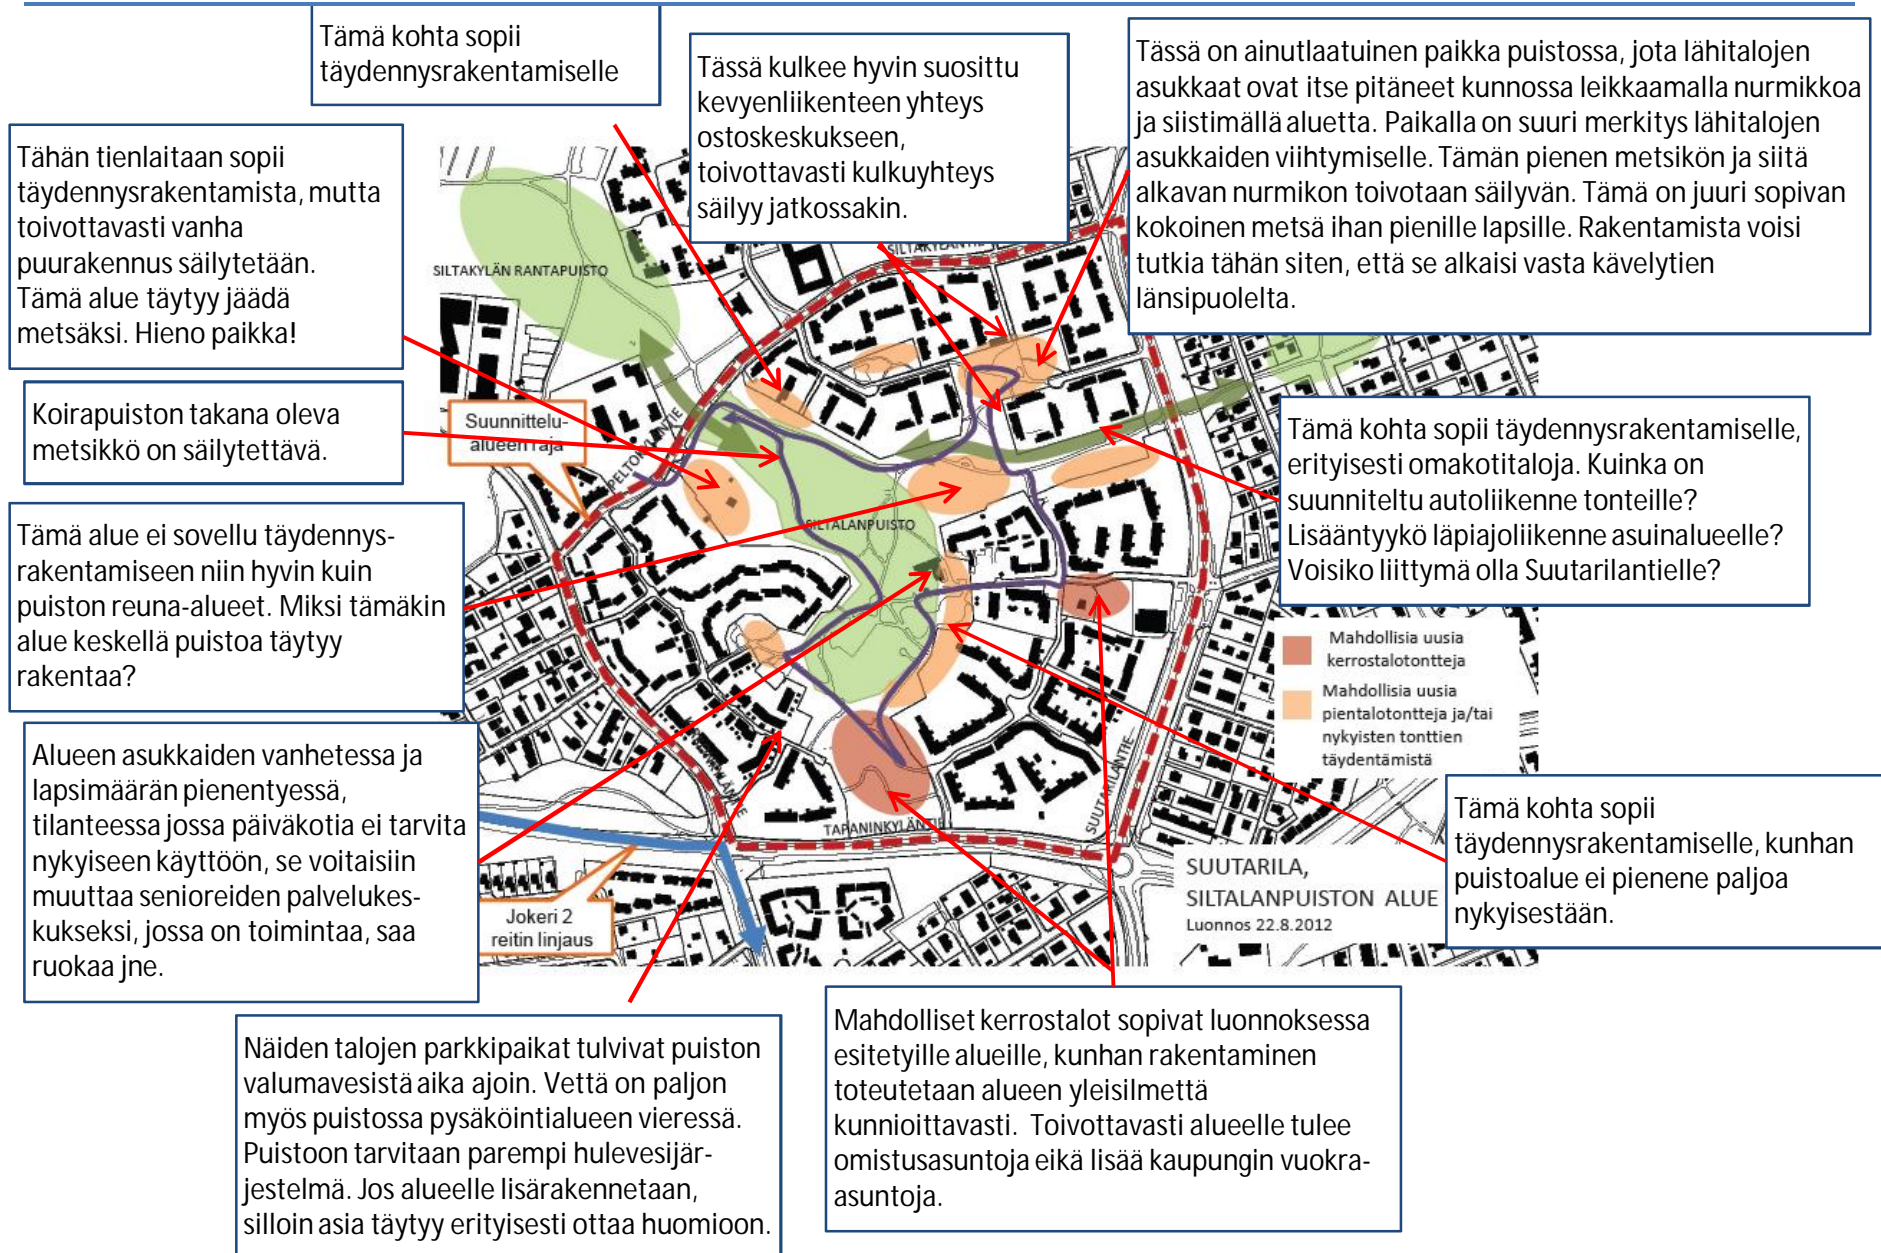 Tämä kohta sopii
täydennysrakentamiselle
Tässä kulkee hyvin suosittu
kevyenliikenteen yhteys
ostoskeskukseen,
toivottavasti kulkuyhteys
säilyy jatkossakin.
Tässä on ainutlaatuinen paikka puistossa, jota lähitalojen
asukkaat ovat itse pitäneet kunnossa leikkaamalla nurmikkoa
ja siistimällä aluetta. Paikalla on suuri merkitys lähitalojen
asukkaiden viihtymiselle. Tämän pienen metsikön ja siitä
alkavan nurmikon toivotaan säilyvän. Tämä on juuri sopivan
kokoinen metsä ihan pienille lapsille. Rakentamista voisi
tutkia tähän siten, että se alkaisi vasta kävelytien
länsipuolelta.
Tähän tienlaitaan sopii
täydennysrakentamista, mutta
toivottavasti vanha
puurakennus säilytetään.
Tämä alue täytyy jäädä
metsäksi. Hieno paikka!
Koirapuiston takana oleva
metsikkö on säilytettävä.
Tämä alue ei sovellu täydennys-
rakentamiseen niin hyvin kuin
puiston reuna-alueet. Miksi tämäkin
alue keskellä puistoa täytyy
rakentaa?
Alueen asukkaiden vanhetessa ja
lapsimäärän pienentyessä,
tilanteessa jossa päiväkotia ei tarvita
nykyiseen käyttöön, se voitaisiin
muuttaa senioreiden palvelukes-
kukseksi, jossa on toimintaa, saa
ruokaa jne.
SILTAKYLÄN RANTAPUISTO
SILTAKYLÄNTIE
Suunnittelu-
alueen raja
PELTOKYLÄNTIE
SILTALANPUISTO
TAPANINKYLÄNTIE
SUUTARILANTIE
Jokeri 2
reitin linjaus
Tämä kohta sopii täydennysrakentamiselle,
erityisesti omakotitaloja. Kuinka on
suunniteltu autoliikenne tonteille?
Lisääntyykö läpiajoliikenne asuinalueelle?
Voisiko liittymä olla Suutarilantielle?
Mahdollisia uusia
kerrostalotontteja
Mahdollisia uusia
pientalotontteja ja/tai
nykyisten tonttien
täydentämistä
SUUTARILA,
SILTALANPUISTON ALUE
Luonnos 22.8.2012
Tämä kohta sopii
täydennysrakentamiselle, kunhan
puistoalue ei pienene paljoa
nykyisestään.
Näiden talojen parkkipaikat tulvivat puiston
valumavesistä aika ajoin. Vettä on paljon
myös puistossa pysäköintialueen vieressä.
Puistoon tarvitaan parempi hulevesijär-
jestelmä. Jos alueelle lisärakennetaan,
silloin asia täytyy erityisesti ottaa huomioon.
Mahdolliset kerrostalot sopivat luonnoksessa
esitetyille alueille, kunhan rakentaminen
toteutetaan alueen yleisilmettä
kunnioittavasti. Toivottavasti alueelle tulee
omistusasuntoja eikä lisää kaupungin vuokra-
asuntoja.